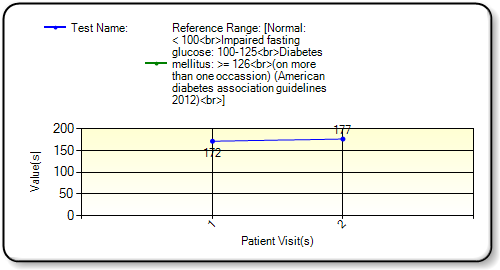 Test Name:
Reference Range: [Normal:
< 100<br>Impaired fasting
glucose: 100-125<br>Diabetes
mellitus: >= 126<br>(on more
than one occassion) (American
diabetes association guidelines
2012)<br>]
200
150
100
50
0
Value(s)
172
177
1
2
Patient Visit(s)